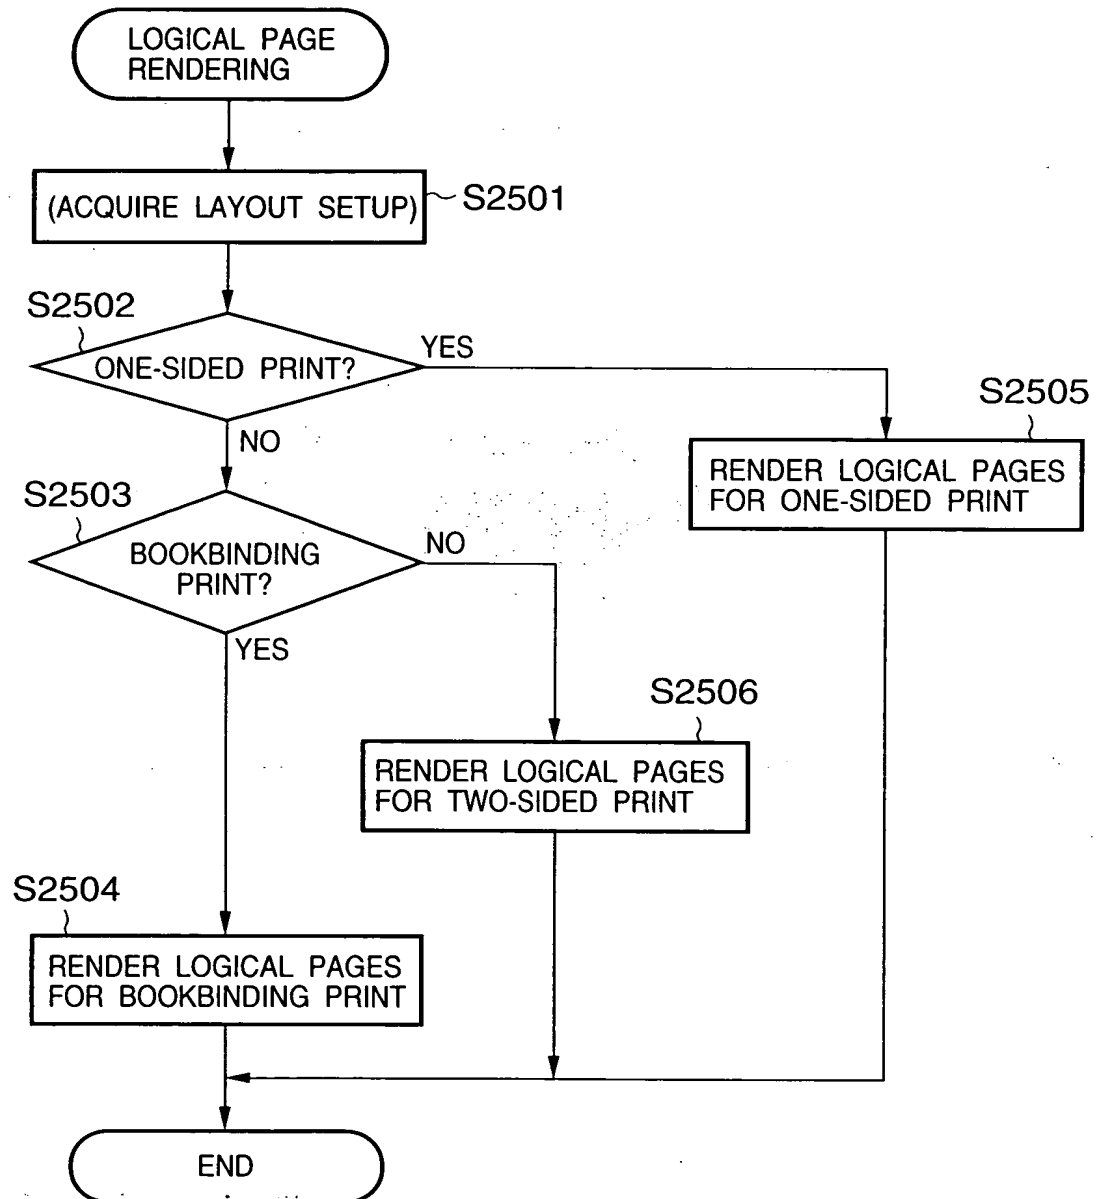 LOGICAL PAGE
RENDERING
(ACQUIRE LAYOUT SETUP)
S2501
S2502
ONE-SIDED PRINT?
YES
NO
S2505
RENDER LOGICAL PAGES
FOR ONE-SIDED PRINT
S2503
BOOKBINDING
PRINT?
NO
YES
S2506
RENDER LOGICAL PAGES
FOR TWO-SIDED PRINT
S2504
RENDER LOGICAL PAGES
FOR BOOKBINDING PRINT
END